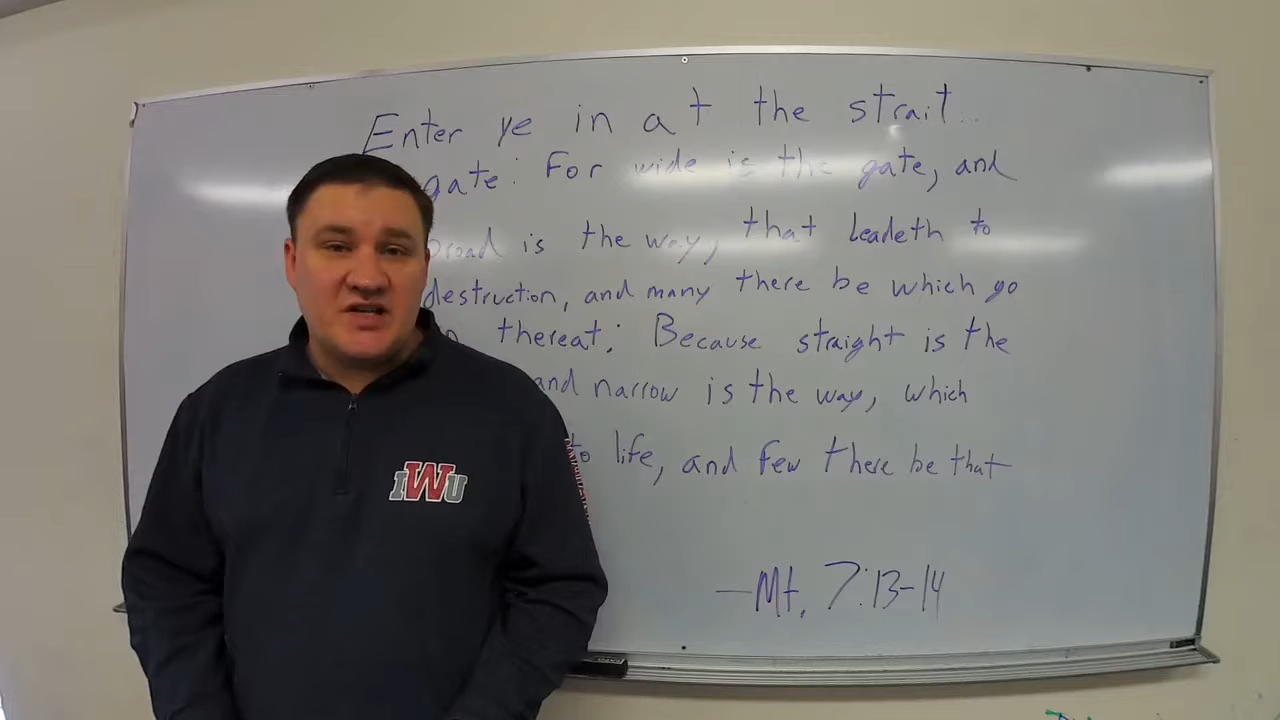 Enter ye in at the strait...
gate: For wide is the gate, and
broad is the way, that leadeth to
destruction, and many there be which go
thereat; Because straight is the
and narrow is the way, which
to life, and few there be that
—Mt. 7:13-14
IWU